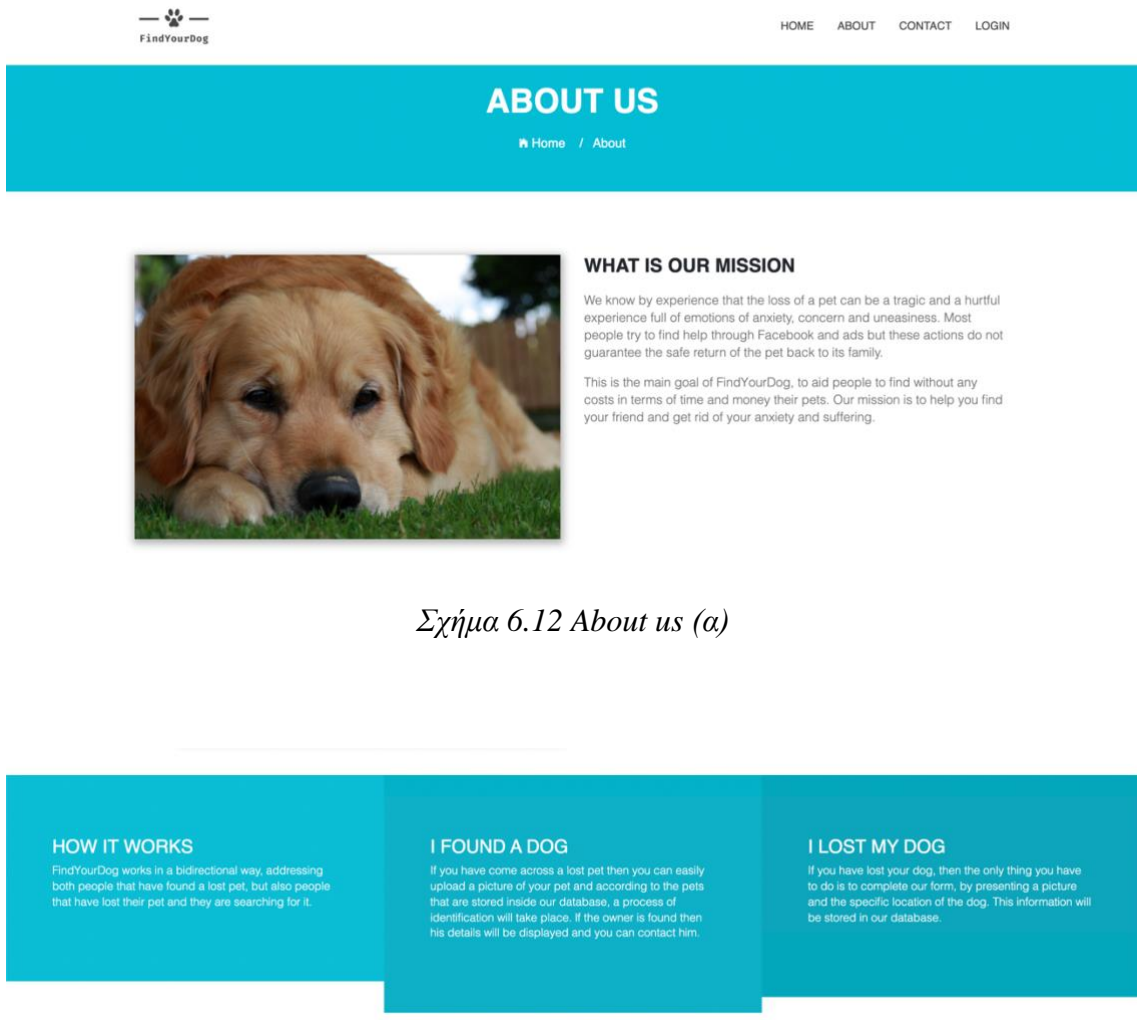 FindYourDog
HOME ABOUT CONTACT LOGIN
ABOUT US
Home / About
WHAT IS OUR MISSION
We know by experience that the loss of a pet can be a tragic and a hurtful
experience full of emotions of anxiety, concern and uneasiness. Most
people try to find help through Facebook and ads but these actions do not
guarantee the safe return of the pet back to its family.
This is the main goal of FindYourDog, to aid people to find without any
costs in terms of time and money their pets. Our mission is to help you find
your friend and get rid of your anxiety and suffering.
Σχήμα 6.12 About us (α)
HOW IT WORKS
FindYourDog works in a bidirectional way, addressing
both people that have found a lost pet, but also people
that have lost their pet and they are searching for it.
I FOUND A DOG
If you have come across a lost pet then you can easily
upload a picture of your pet and according to the pets
that are stored inside our database, a process of
identification will take place. If the owner is found then
his details will be displayed and you can contact him.
I LOST MY DOG
If you have lost your dog, then the only thing you have
to do is to complete our form, by presenting a picture
and the specific location of the dog. This information will
be stored in our database.